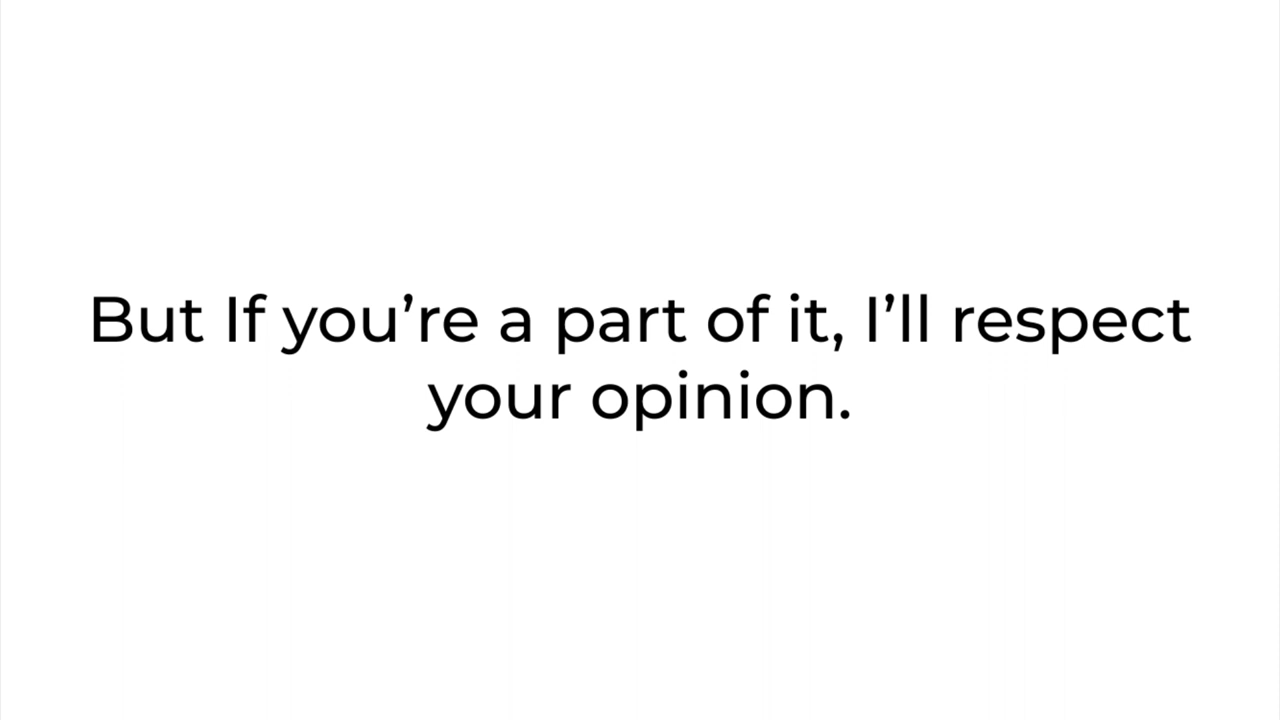 But If you’re a part of it, I’ll respect
your opinion.